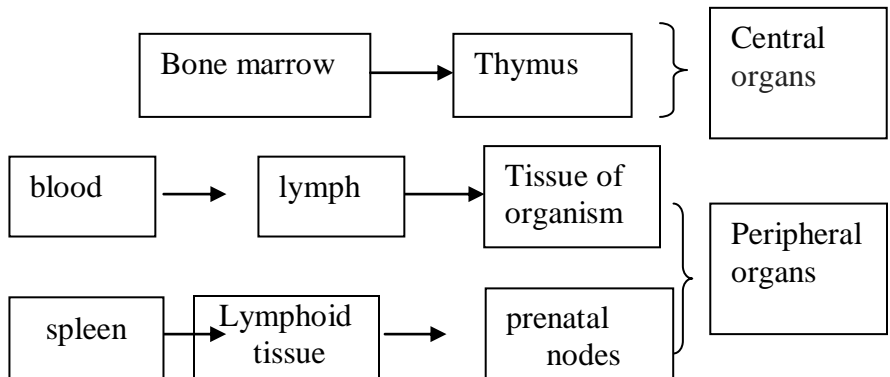 Bone marrow
Thymus
Central
organs
blood
lymph
Tissue of
organism
Peripheral
organs
spleen
Lymphoid
tissue
prenatal
nodes